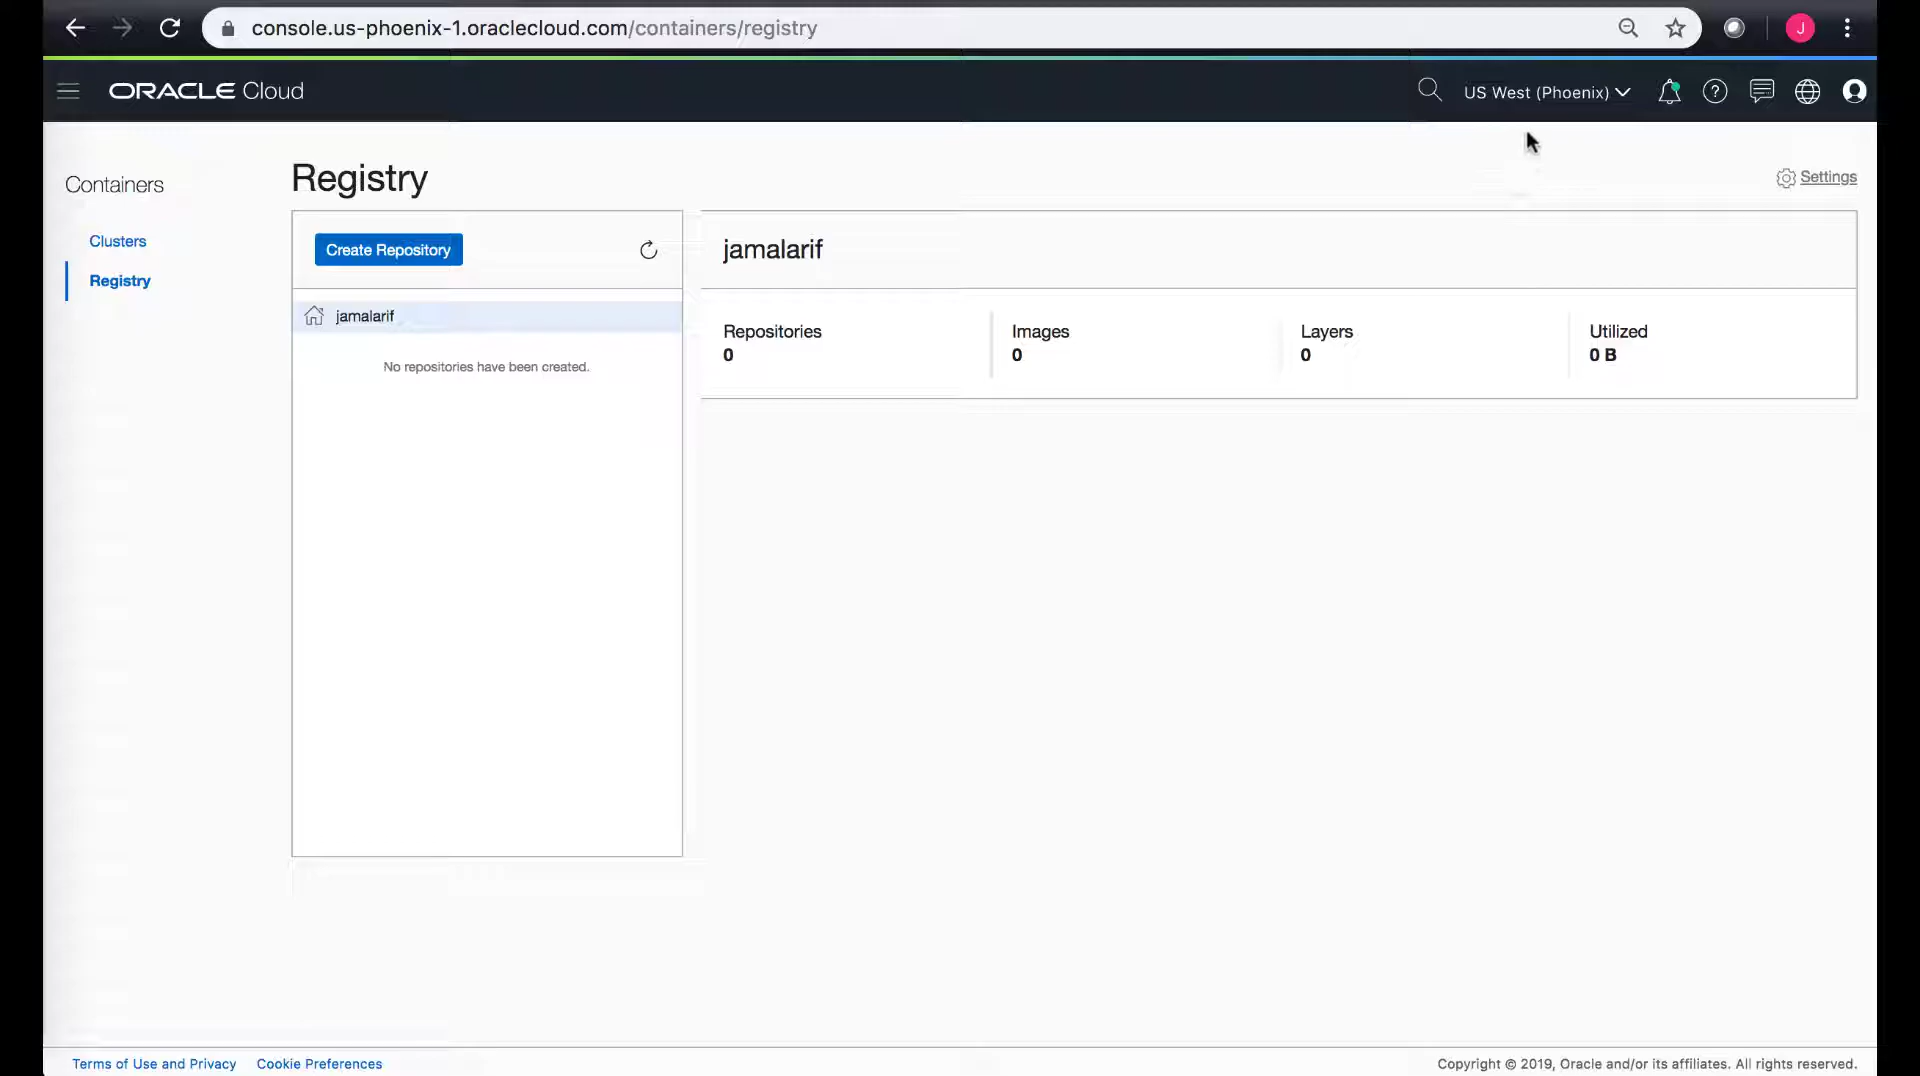 console.us-phoenix-1.oraclecloud.com/containers/registry
J
ORACLE Cloud
US West (Phoenix)
Containers
Clusters
Registry
Registry
Settings
Create Repository
jamalarif
No repositories have been created.
jamalarif
Repositories
0
Images
0
Layers
0
Utilized
0 B
Terms of Use and Privacy
Cookie Preferences
Copyright © 2019, Oracle and/or its affiliates. All rights reserved.